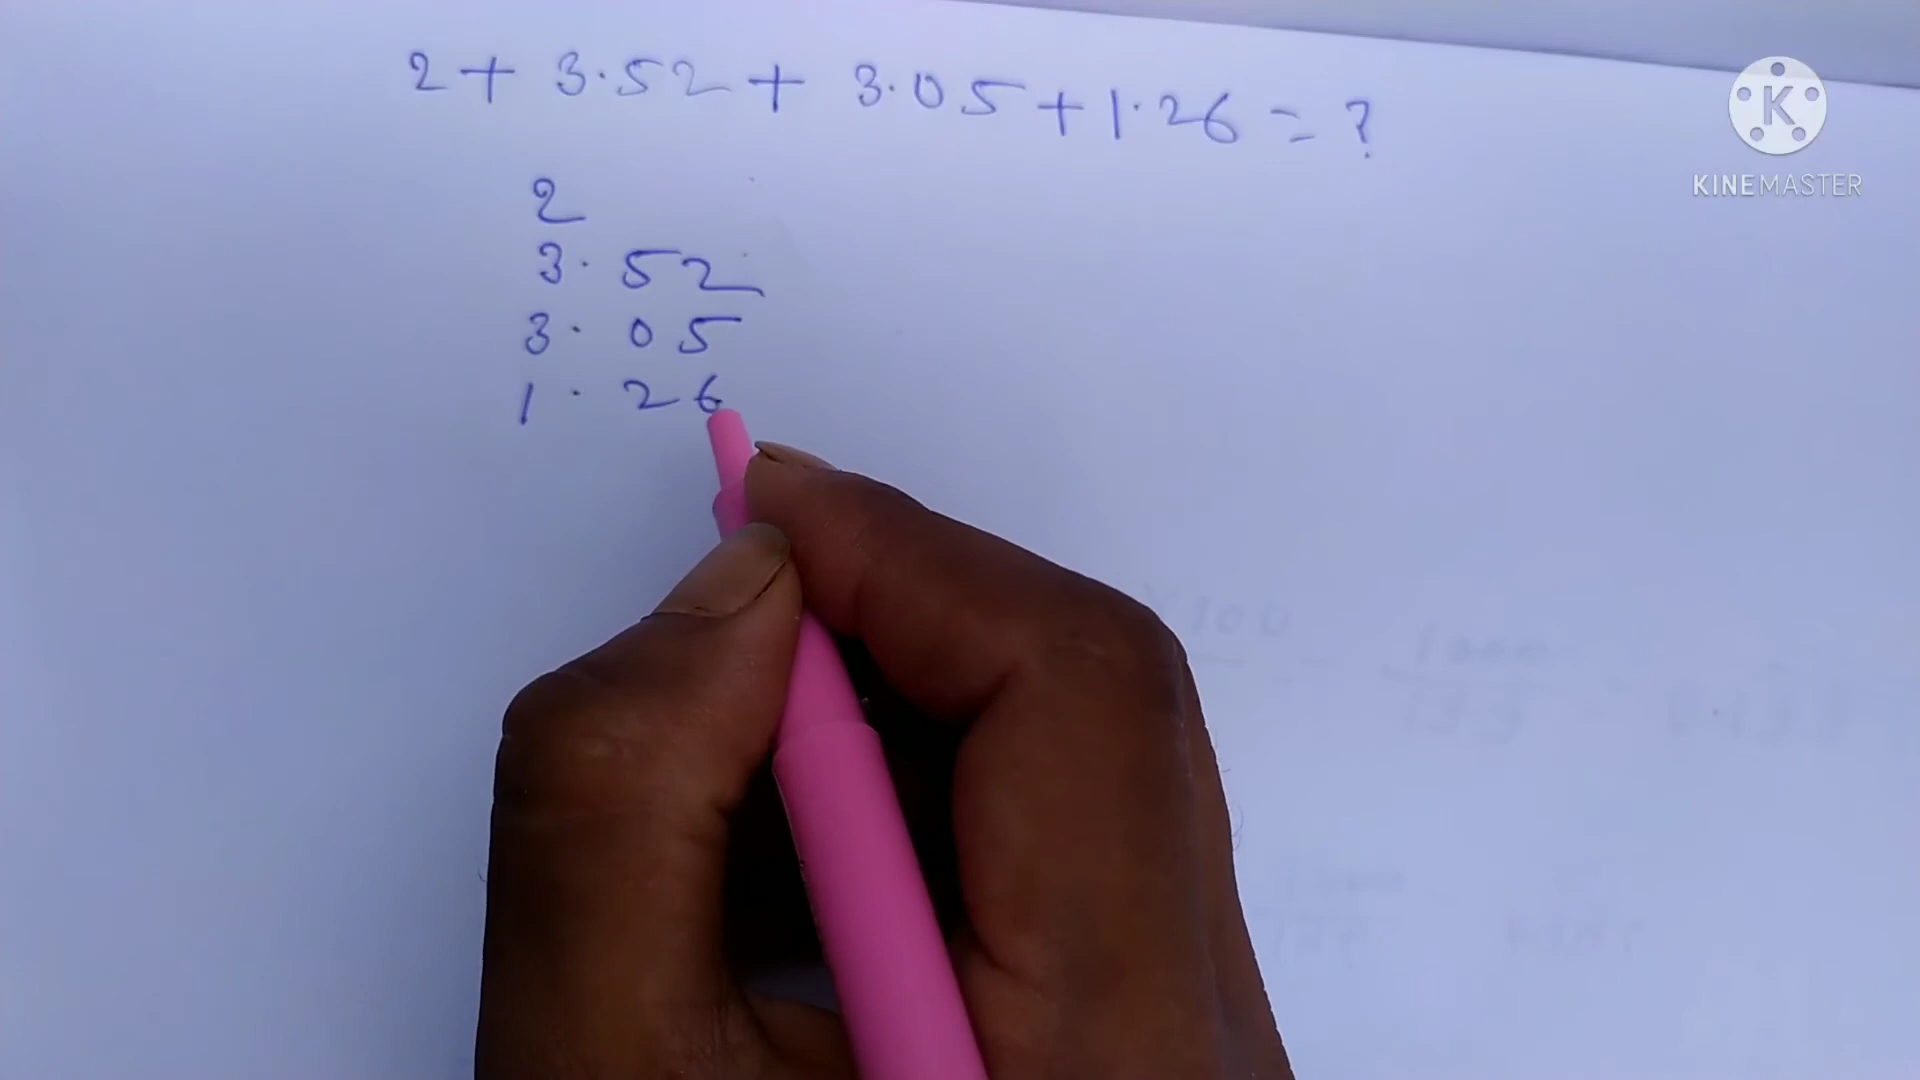 2 + 3.52 + 3.05 + 1.26 = ?
K
KINEMASTER
2
3.52
3.05
1.26